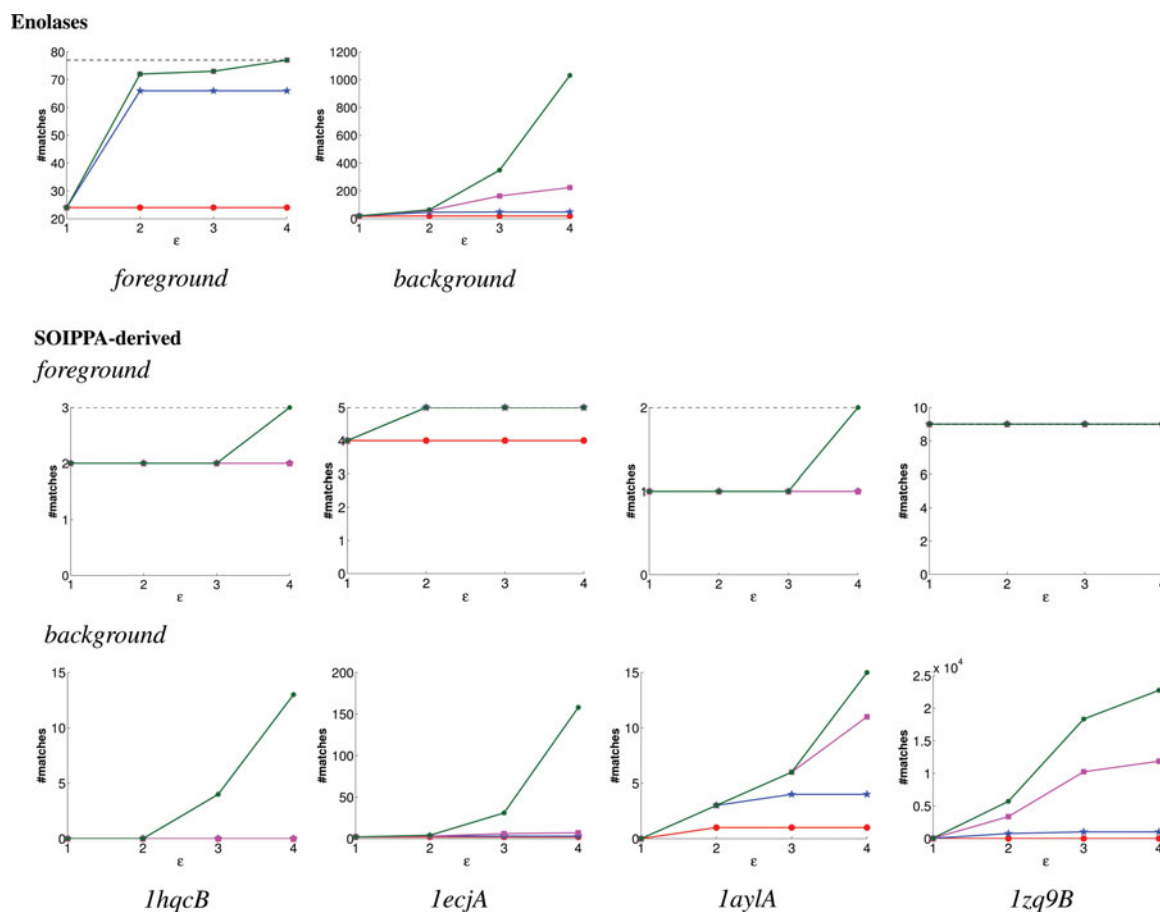 Enolases
80
70
60
50
40
30
20
#matches
1 2 3 4
ε
foreground
1200
1000
800
600
400
200
0
#matches
1 2 3 4
ε
background
SOIPPA-derived
foreground
3
2
1
0
#matches
1 2 3 4
ε
5
4
3
2
1
0
#matches
1 2 3 4
ε
2
1
0
#matches
1 2 3 4
ε
10
8
6
4
2
0
#matches
1 2 3 4
ε
background
15
10
5
0
#matches
1 2 3 4
ε
1hqcB
200
150
100
50
0
#matches
1 2 3 4
ε
1ecjA
15
10
5
0
#matches
1 2 3 4
ε
1aylA
x 10^4
2.5
2
1.5
1
0.5
0
#matches
1 2 3 4
ε
1zq9B